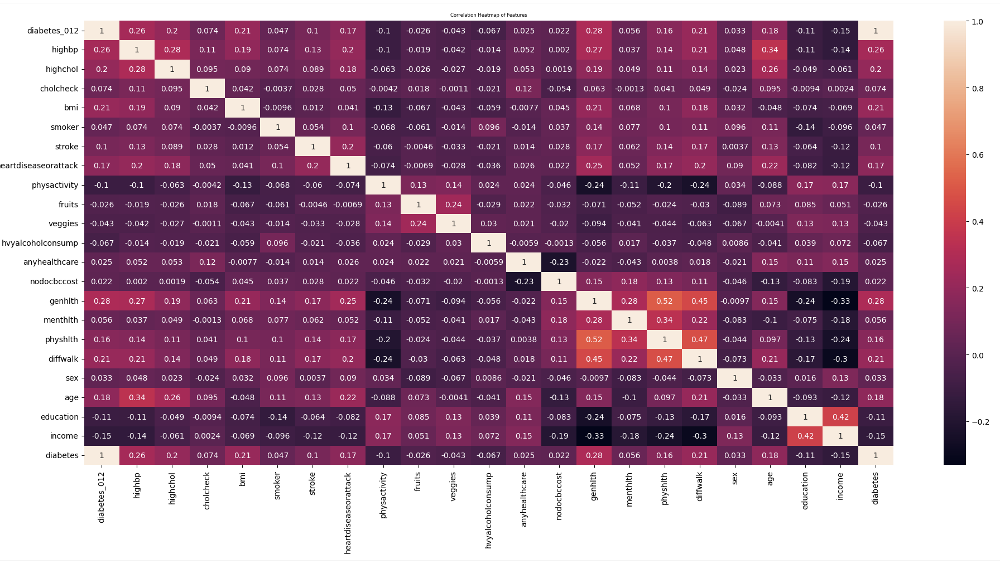 Correlation Heatmap of Features
diabetes_012 1 0.26 0.2 0.074 0.21 0.047 0.1 0.17 -0.1 -0.026 -0.043 -0.067 0.025 0.022 0.28 0.056 0.16 0.21 0.033 0.18 -0.11 -0.15 1
highbp 0.26 1 0.28 0.11 0.19 0.074 0.13 0.2 -0.1 -0.019 -0.042 -0.014 0.052 0.002 0.27 0.037 0.14 0.21 0.048 0.34 -0.11 -0.14 0.26
highchol 0.2 0.28 1 0.095 0.09 0.074 0.089 0.18 -0.063 -0.026 -0.027 -0.019 0.053 0.0019 0.19 0.049 0.11 0.14 0.023 0.26 -0.049 -0.061 0.2
cholcheck 0.074 0.11 0.095 1 0.042 -0.0037 0.028 0.05 -0.0042 0.018 -0.0011 -0.021 0.12 -0.054 0.063 -0.0013 0.041 0.049 -0.024 0.095 -0.0094 0.0024 0.074
bmi 0.21 0.19 0.09 0.042 1 -0.0096 0.012 0.041 -0.13 -0.067 -0.043 -0.059 -0.0077 0.045 0.21 0.068 0.1 0.18 0.032 -0.048 -0.074 -0.069 0.21
smoker 0.047 0.074 0.074 -0.0037 -0.0096 1 0.054 0.1 -0.068 -0.061 -0.014 0.096 -0.014 0.037 0.14 0.077 0.1 0.11 0.096 0.11 -0.14 -0.096 0.047
stroke 0.1 0.13 0.089 0.028 0.012 0.054 1 0.2 -0.06 -0.0046 -0.033 -0.021 0.014 0.028 0.17 0.062 0.14 0.17 0.0037 0.13 -0.064 -0.12 0.1
eartdiseaseorattack 0.17 0.2 0.18 0.05 0.041 0.1 0.2 1 -0.074 -0.0069 -0.028 -0.036 0.026 0.022 0.25 0.052 0.17 0.2 0.09 0.22 -0.082 -0.12 0.17
physactivity -0.1 -0.1 -0.063 -0.0042 -0.13 -0.068 -0.06 -0.074 1 0.13 0.14 0.024 0.024 -0.046 -0.24 -0.11 -0.2 -0.24 0.034 -0.088 0.17 0.17 -0.1
fruits -0.026 -0.019 -0.026 0.018 -0.067 -0.061 -0.0046 -0.0069 0.13 1 0.24 -0.029 0.022 -0.032 -0.071 -0.052 -0.024 -0.03 -0.089 0.073 0.085 0.051 -0.026
veggies -0.043 -0.042 -0.027 -0.0011 -0.043 -0.014 -0.033 -0.028 0.14 0.24 1 0.03 0.021 -0.02 -0.094 -0.041 -0.044 -0.063 -0.067 -0.0041 0.13 0.13 -0.043
hvyalcoholconsump -0.067 -0.014 -0.019 -0.021 -0.059 0.096 -0.021 -0.036 0.024 -0.029 0.03 1 -0.0059 -0.0013 -0.056 0.017 -0.037 -0.048 0.0086 -0.041 0.039 0.072 -0.067
anyhealthcare 0.025 0.052 0.053 0.12 -0.0077 -0.014 0.014 0.026 0.024 0.022 0.021 -0.0059 1 -0.23 -0.022 -0.043 0.0038 0.018 -0.021 0.15 0.11 0.15 0.025
nodocbccost 0.022 0.002 0.0019 -0.054 0.045 0.037 0.028 0.022 -0.046 -0.032 -0.02 -0.0013 -0.23 1 0.15 0.18 0.13 0.11 -0.046 -0.13 -0.083 -0.19 0.022
genhlth 0.28 0.27 0.19 0.063 0.21 0.14 0.17 0.25 -0.24 -0.071 -0.094 -0.056 -0.022 0.15 1 0.28 0.52 0.45 -0.0097 0.15 -0.24 -0.33 0.28
menthlth 0.056 0.037 0.049 -0.0013 0.068 0.077 0.062 0.052 -0.11 -0.052 -0.041 0.017 -0.043 0.18 0.28 1 0.34 0.22 -0.083 -0.1 -0.075 -0.18 0.056
physhlth 0.16 0.14 0.11 0.041 0.1 0.1 0.14 0.17 -0.2 -0.024 -0.044 -0.037 0.0038 0.13 0.52 0.34 1 0.47 -0.044 0.097 -0.13 -0.24 0.16
diffwalk 0.21 0.21 0.14 0.049 0.18 0.11 0.17 0.2 -0.24 -0.03 -0.063 -0.048 0.018 0.11 0.45 0.22 0.47 1 -0.073 0.21 -0.17 -0.3 0.21
sex 0.033 0.048 0.023 -0.024 0.032 0.096 0.0037 0.09 0.034 -0.089 -0.067 0.0086 -0.021 -0.046 -0.0097 -0.083 -0.044 -0.073 1 -0.033 0.016 0.13 0.033
age 0.18 0.34 0.26 0.095 -0.048 0.11 0.13 0.22 -0.088 0.073 -0.0041 -0.041 0.15 -0.13 0.15 -0.1 0.097 0.21 -0.033 1 -0.093 -0.12 0.18
education -0.11 -0.11 -0.049 -0.0094 -0.074 -0.14 -0.064 -0.082 0.17 0.085 0.13 0.039 0.11 -0.083 -0.24 -0.075 -0.13 -0.17 0.016 -0.093 1 0.42 -0.11
income -0.15 -0.14 -0.061 0.0024 -0.069 -0.096 -0.12 -0.12 0.17 0.051 0.13 0.072 0.15 -0.19 -0.33 -0.18 -0.24 -0.3 0.13 -0.12 0.42 1 -0.15
diabetes 1 0.26 0.2 0.074 0.21 0.047 0.1 0.17 -0.1 -0.026 -0.043 -0.067 0.025 0.022 0.28 0.056 0.16 0.21 0.033 0.18 -0.11 -0.15 1
diabetes_012
highbp
highchol
cholcheck
bmi
smoker
stroke
heartdiseaseorattack
physactivity
fruits
veggies
hvyalcoholconsump
anyhealthcare
nodocbccost
genhlth
menthlth
physhlth
diffwalk
sex
age
education
income
diabetes
1.0
0.8
0.6
0.4
0.2
0.0
−0.2